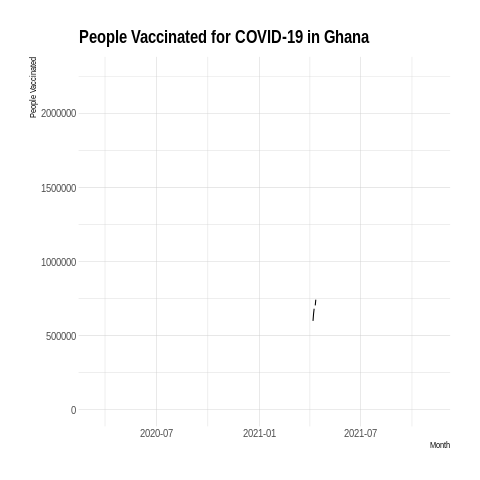 People Vaccinated for COVID-19 in Ghana
People Vaccinated
2000000
1500000
1000000
500000
0
2020-07
2021-01
2021-07
Month